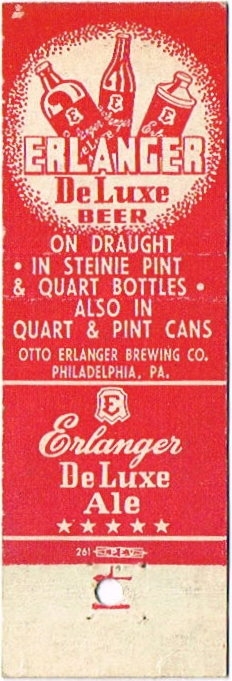 ERLANGER
DeLuxe
BEER
ON DRAUGHT
• IN STEINIE PINT
& QUART BOTTLES •
ALSO IN
QUART & PINT CANS
OTTO ERLANGER BREWING CO.
PHILADELPHIA, PA.
E
Erlanger
DeLuxe
Ale
★★★★★
261